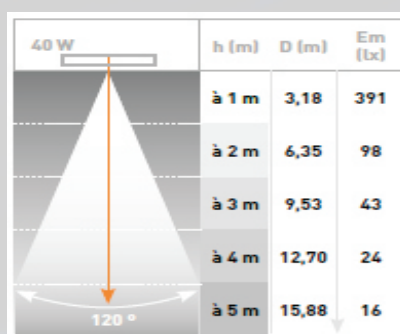 40 W h (m) D (m) Em (lx)
à 1 m 3,18 391
à 2 m 6,35 98
à 3 m 9,53 43
à 4 m 12,70 24
à 5 m 15,88 16
120 °